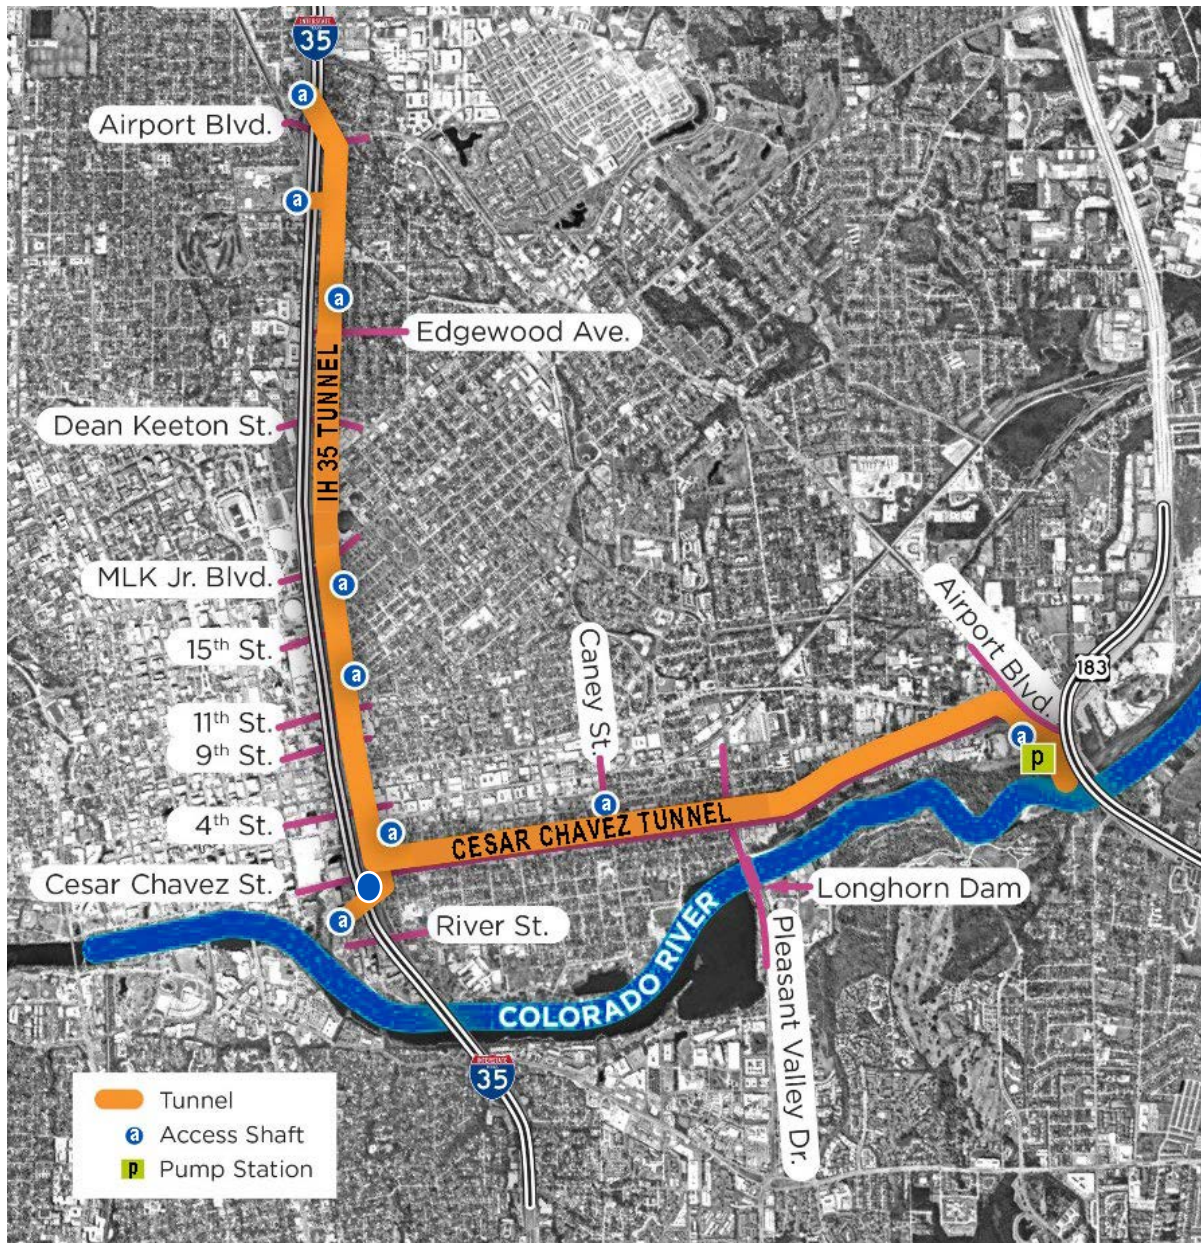 INTERSTATE
35
a
Airport Blvd.
a
a
Edgewood Ave.
IH 35 TUNNEL
Dean Keeton St.
MLK Jr. Blvd.
a
15th St.
a
11th St.
9th St.
4th St.
a
Caney St.
a
CESAR CHAVEZ TUNNEL
Airport Blvd.
183
a
p
Cesar Chavez St.
a
River St.
Longhorn Dam
Pleasant Valley Dr.
COLORADO RIVER
INTERSTATE
35
Tunnel
a Access Shaft
p Pump Station